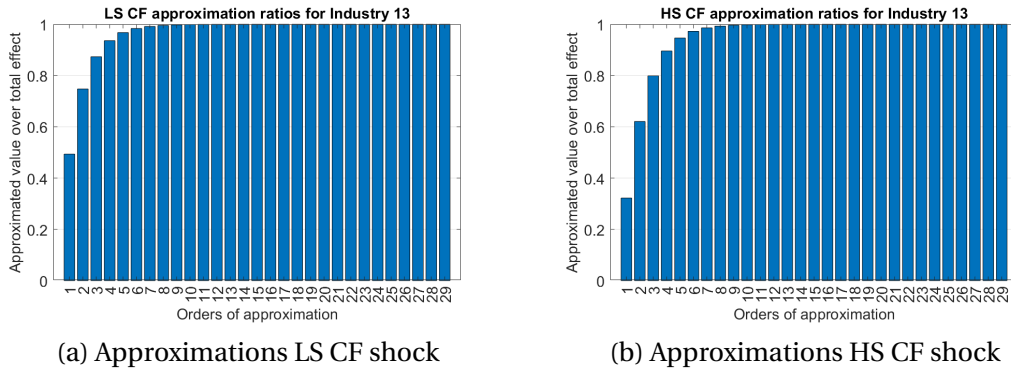 LS CF approximation ratios for Industry 13
Approximated value over total effect
1
0.8
0.6
0.4
0.2
0
1 2 3 4 5 6 7 8 9 10 11 12 13 14 15 16 17 18 19 20 21 22 23 24 25 26 27 28 29
Orders of approximation
(a) Approximations LS CF shock
HS CF approximation ratios for Industry 13
Approximated value over total effect
1
0.8
0.6
0.4
0.2
0
1 2 3 4 5 6 7 8 9 10 11 12 13 14 15 16 17 18 19 20 21 22 23 24 25 26 27 28 29
Orders of approximation
(b) Approximations HS CF shock